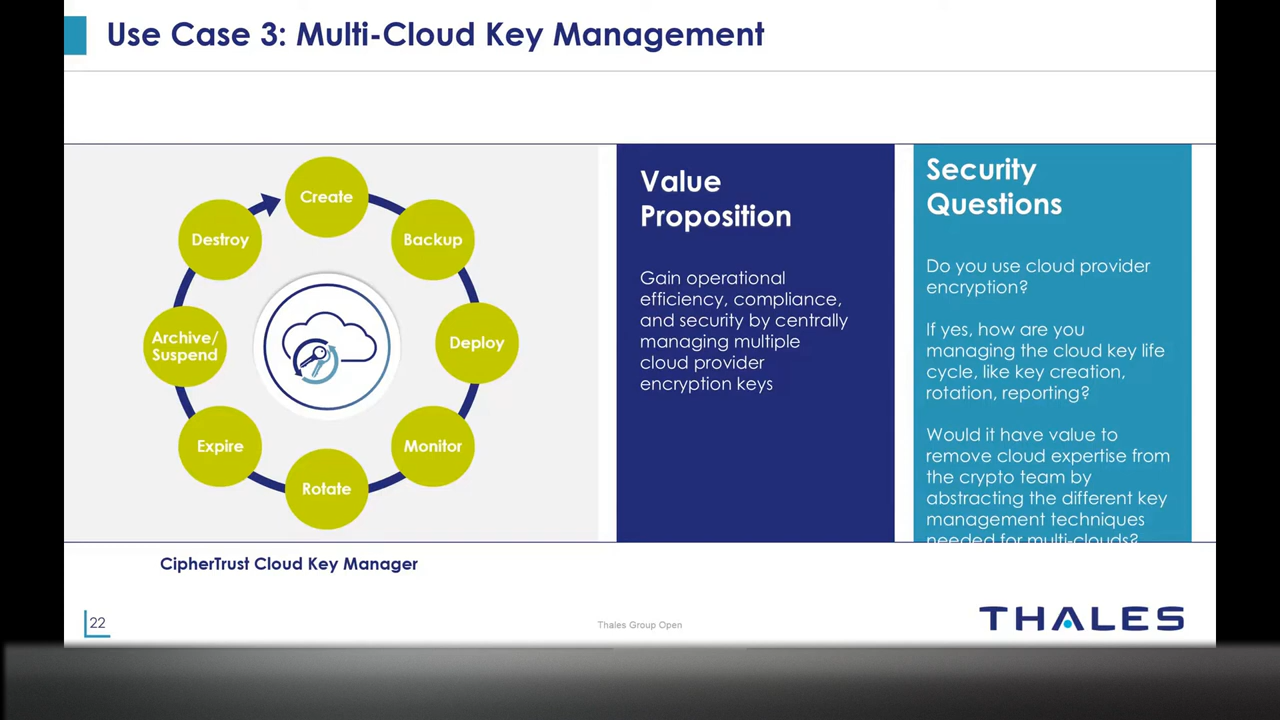 Use Case 3: Multi-Cloud Key Management
Create
Backup
Deploy
Monitor
Rotate
Expire
Archive/
Suspend
Destroy
CipherTrust Cloud Key Manager
Value
Proposition
Gain operational
efficiency, compliance,
and security by centrally
managing multiple
cloud provider
encryption keys
Security
Questions
Do you use cloud provider
encryption?
If yes, how are you
managing the cloud key life
cycle, like key creation,
rotation, reporting?
Would it have value to
remove cloud expertise from
the crypto team by
abstracting the different key
management techniques
needed for multi-clouds?
22
Thales Group Open
THALES